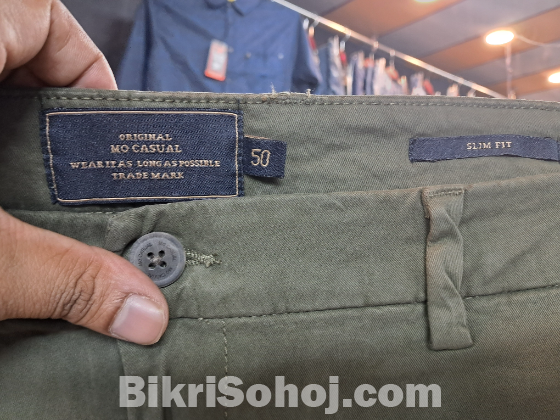 ORIGINAL
MO CASUAL
WEAR IT AS LONG AS POSSIBLE
TRADE MARK
50
SLIM FIT
BikriSohoj.com